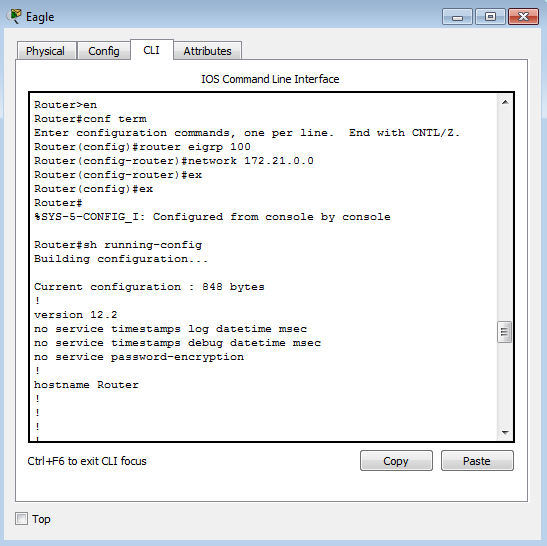 Eagle
Physical Config CLI Attributes
IOS Command Line Interface
Router>en
Router#conf term
Enter configuration commands, one per line.  End with CNTL/Z.
Router(config)#router eigrp 100
Router(config-router)#network 172.21.0.0
Router(config-router)#ex
Router(config)#ex
Router#
%SYS-5-CONFIG_I: Configured from console by console
Router#sh running-config
Building configuration...
Current configuration : 848 bytes
!
version 12.2
no service timestamps log datetime msec
no service timestamps debug datetime msec
no service password-encryption
!
hostname Router
!
!
!
!
Ctrl+F6 to exit CLI focus
Copy Paste
Top